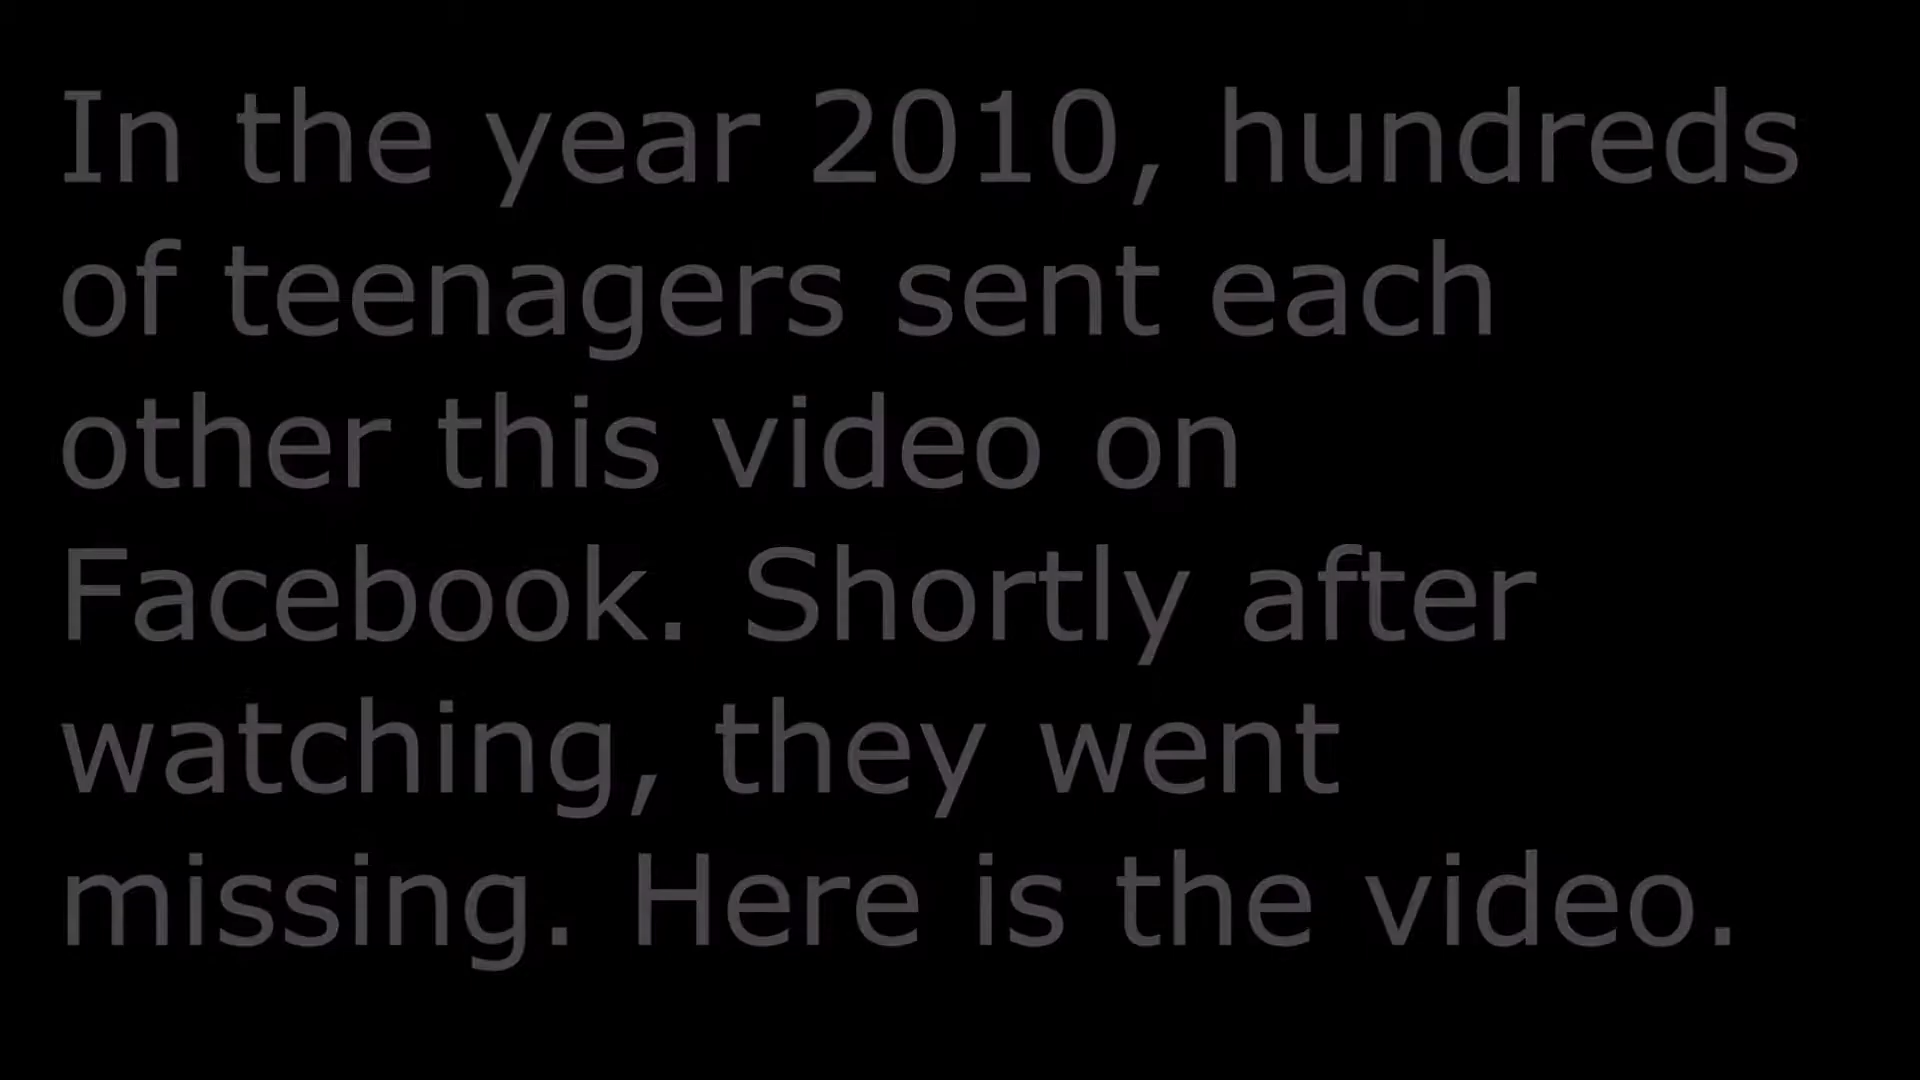 In the year 2010, hundreds
of teenagers sent each
other this video on
Facebook. Shortly after
watching, they went
missing. Here is the video.